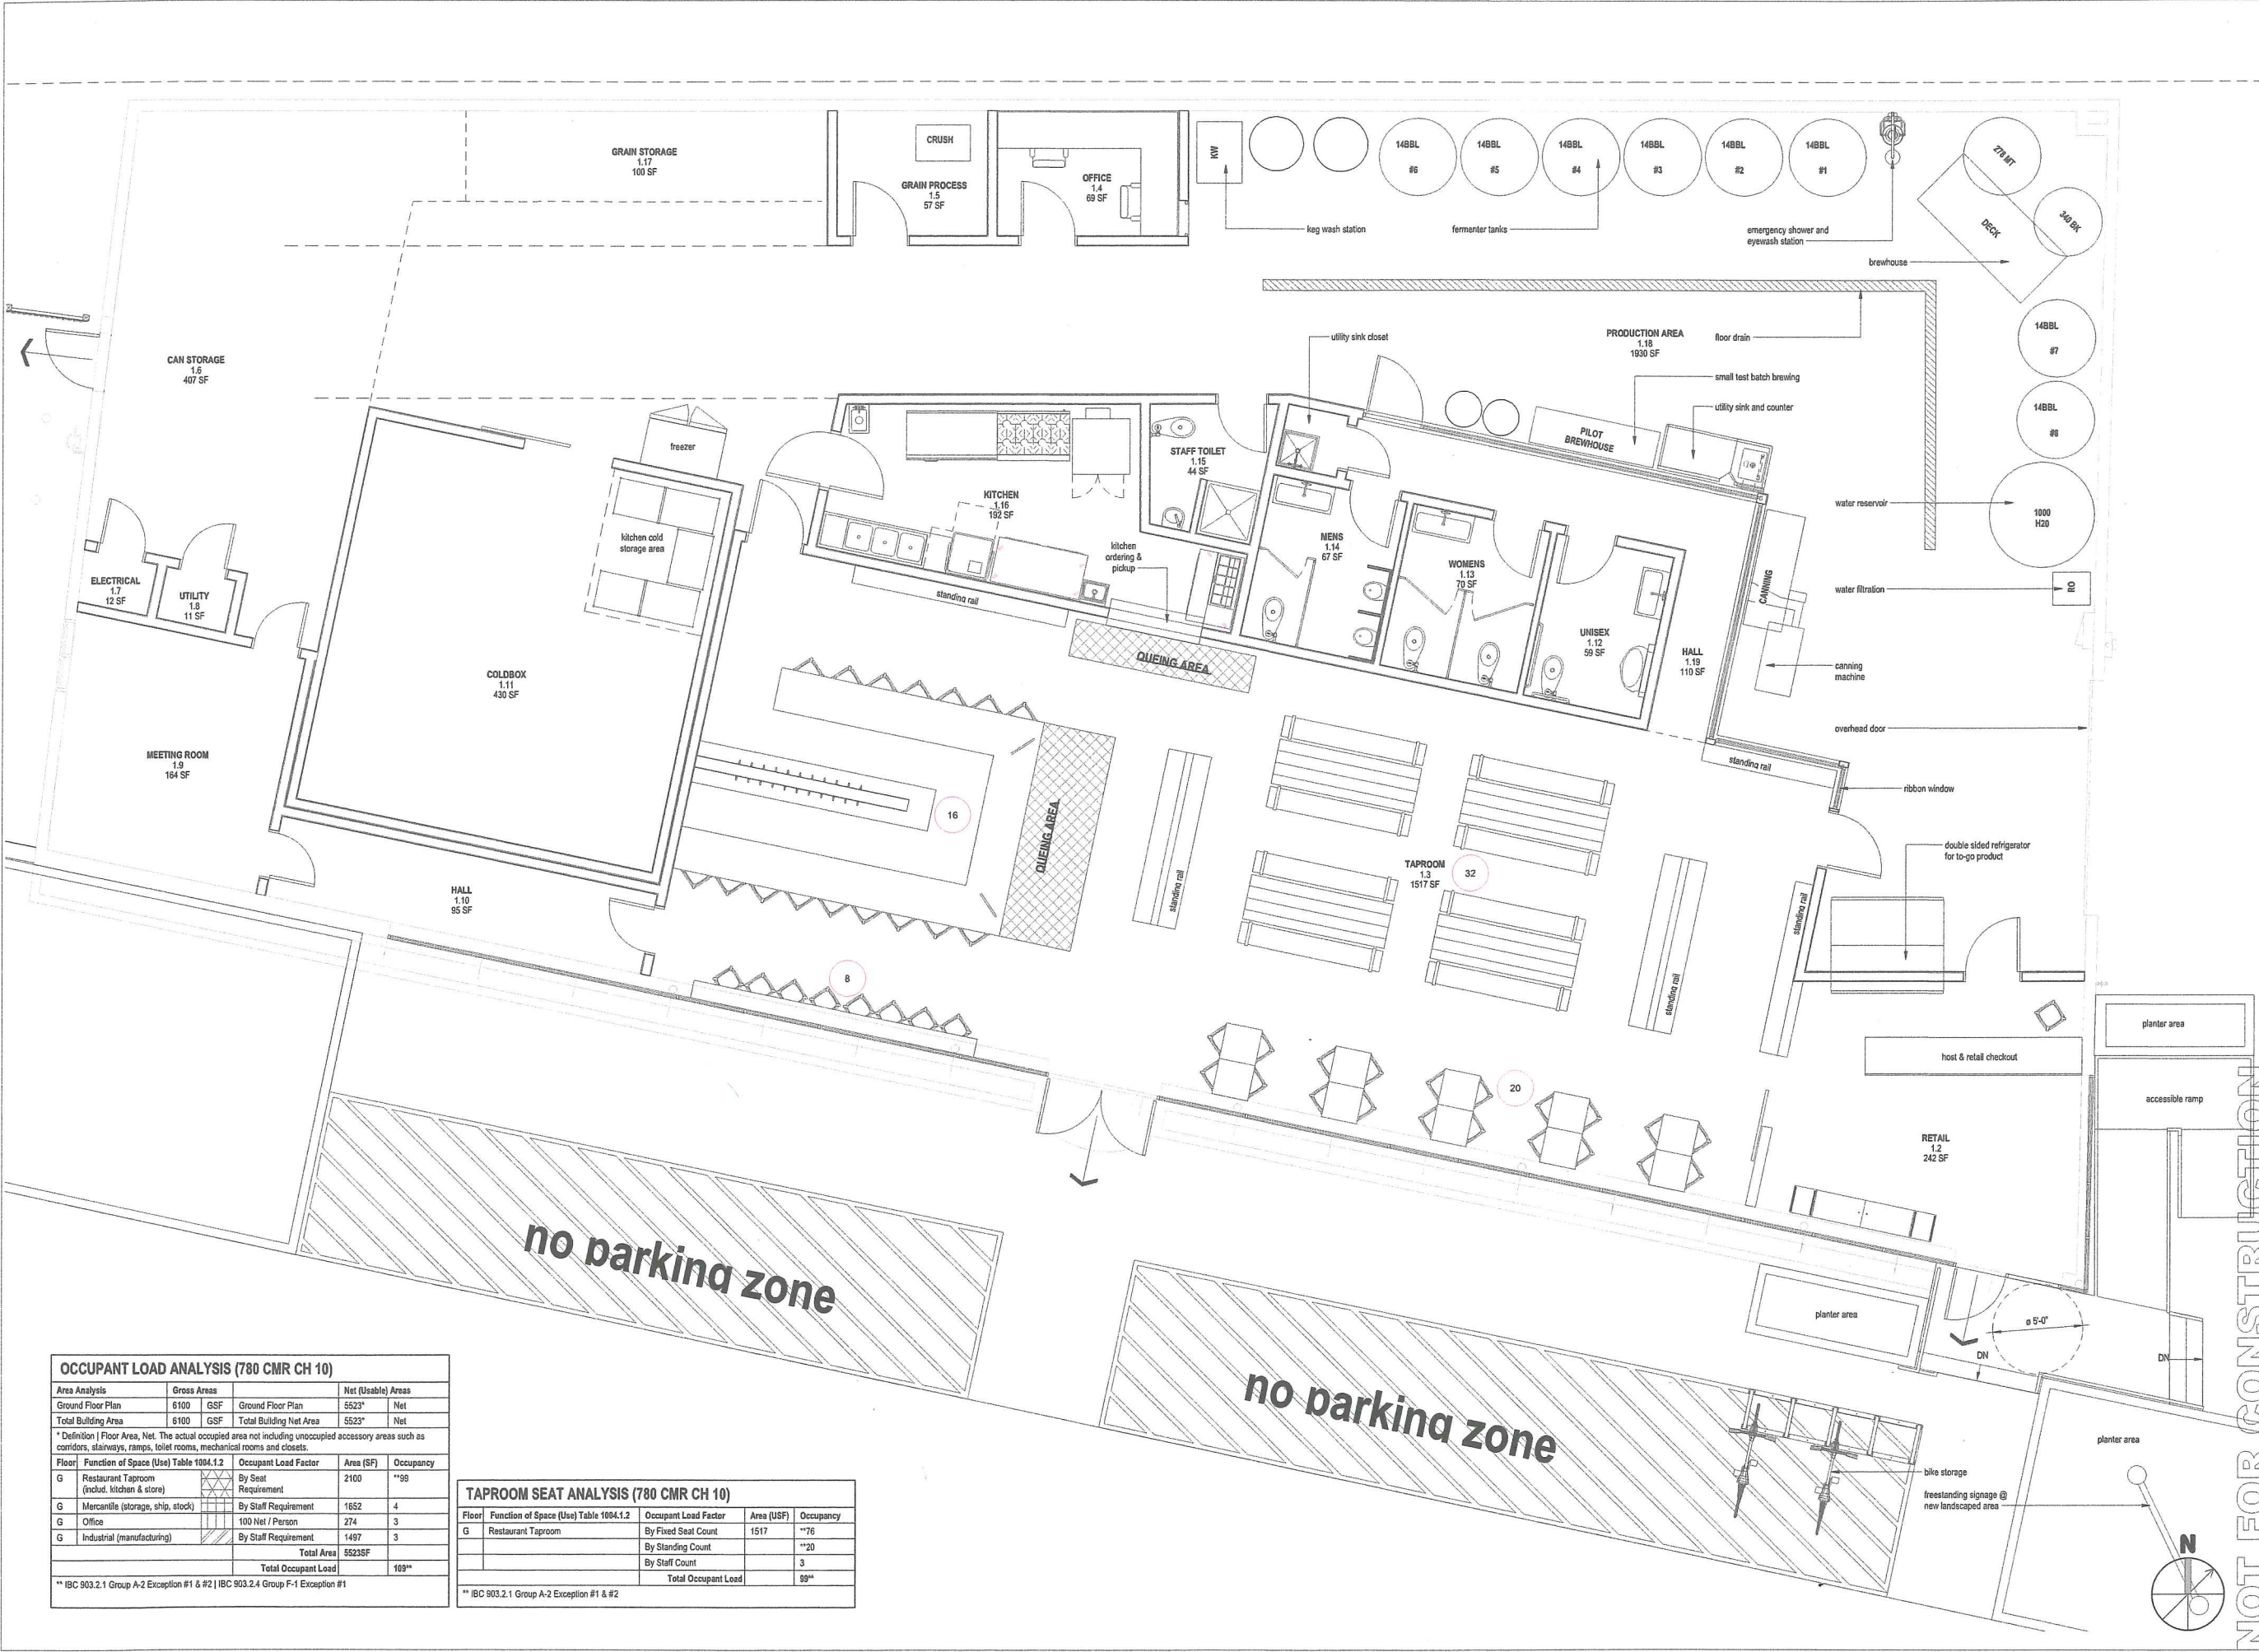 GRAIN STORAGE
1.17
100 SF
CRUSH
GRAIN PROCESS
1.5
57 SF
OFFICE
1.4
69 SF
KW
14BBL
#6
14BBL
#5
14BBL
#4
14BBL
#3
14BBL
#2
14BBL
#1
278 MT
340 BK
DECK
keg wash station
fermenter tanks
emergency shower and
eyewash station
brewhouse
CAN STORAGE
1.6
407 SF
utility sink closet
PRODUCTION AREA
1.18
1930 SF
floor drain
small test batch brewing
utility sink and counter
PILOT
BREWHOUSE
14BBL
#7
14BBL
#8
freezer
STAFF TOILET
1.15
44 SF
KITCHEN
1.16
192 SF
kitchen cold
storage area
kitchen
ordering &
pickup
MENS
1.14
67 SF
WOMENS
1.13
70 SF
UNISEX
1.12
59 SF
HALL
1.19
110 SF
CANNING
water reservoir
1000
H20
water filtration
RO
canning
machine
overhead door
ELECTRICAL
1.7
12 SF
UTILITY
1.8
11 SF
standing rail
QUEING AREA
COLDBOX
1.11
430 SF
MEETING ROOM
1.9
164 SF
16
QUEING AREA
standing rail
standing rail
ribbon window
double sided refrigerator
for to-go product
TAPROOM
1.3
1517 SF
32
standing rail
standing rail
HALL
1.10
95 SF
8
20
host & retail checkout
planter area
accessible ramp
RETAIL
1.2
242 SF
no parking zone
no parking zone
planter area
ø 5'-0"
DN
DN
planter area
bike storage
freestanding signage @
new landscaped area
N
NOT FOR CONSTRUCTION
OCCUPANT LOAD ANALYSIS (780 CMR CH 10)
Area Analysis Gross Areas Net (Usable) Areas
Ground Floor Plan 6100 GSF Ground Floor Plan 5523* Net
Total Building Area 6100 GSF Total Building Net Area 5523* Net
* Definition | Floor Area, Net. The actual occupied area not including unoccupied accessory areas such as
corridors, stairways, ramps, toilet rooms, mechanical rooms and closets.
Floor Function of Space (Use) Table 1004.1.2 Occupant Load Factor Area (SF) Occupancy
G Restaurant Taproom (includ. kitchen & store) By Seat Requirement 2100 **99
G Mercantile (storage, ship, stock) By Staff Requirement 1652 4
G Office 100 Net / Person 274 3
G Industrial (manufacturing) By Staff Requirement 1497 3
Total Area 5523SF
Total Occupant Load 109**
** IBC 903.2.1 Group A-2 Exception #1 & #2 | IBC 903.2.4 Group F-1 Exception #1
TAPROOM SEAT ANALYSIS (780 CMR CH 10)
Floor Function of Space (Use) Table 1004.1.2 Occupant Load Factor Area (USF) Occupancy
G Restaurant Taproom By Fixed Seat Count 1517 **76
By Standing Count **20
By Staff Count 3
Total Occupant Load 99**
** IBC 903.2.1 Group A-2 Exception #1 & #2